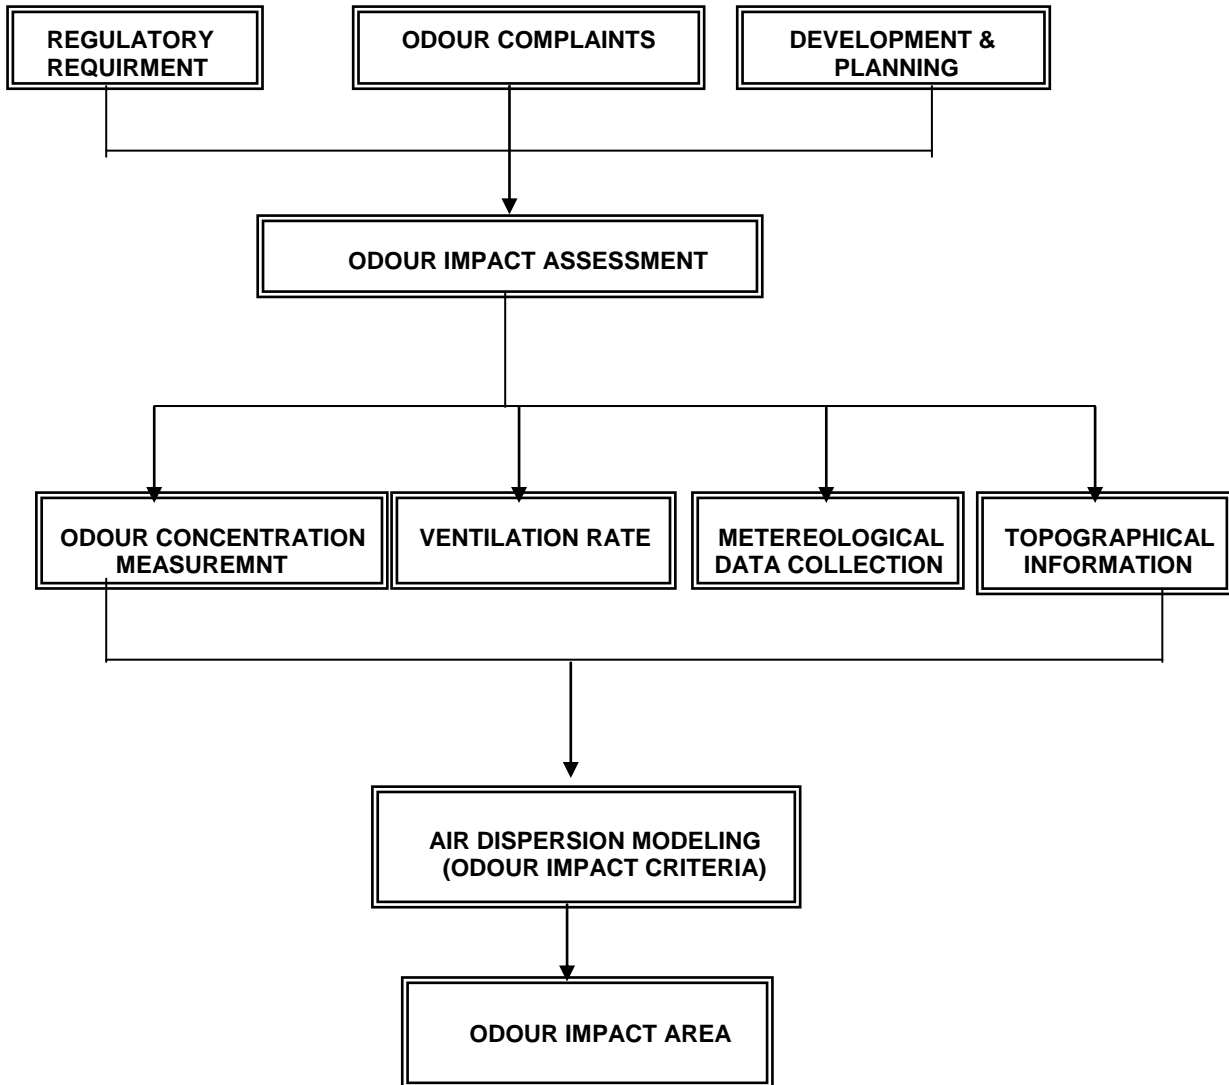 REGULATORY
REQUIRMENT
ODOUR COMPLAINTS
DEVELOPMENT &
PLANNING
ODOUR IMPACT ASSESSMENT
ODOUR CONCENTRATION
MEASUREMNT
VENTILATION RATE
METEREOLOGICAL
DATA COLLECTION
TOPOGRAPHICAL
INFORMATION
AIR DISPERSION MODELING
(ODOUR IMPACT CRITERIA)
ODOUR IMPACT AREA